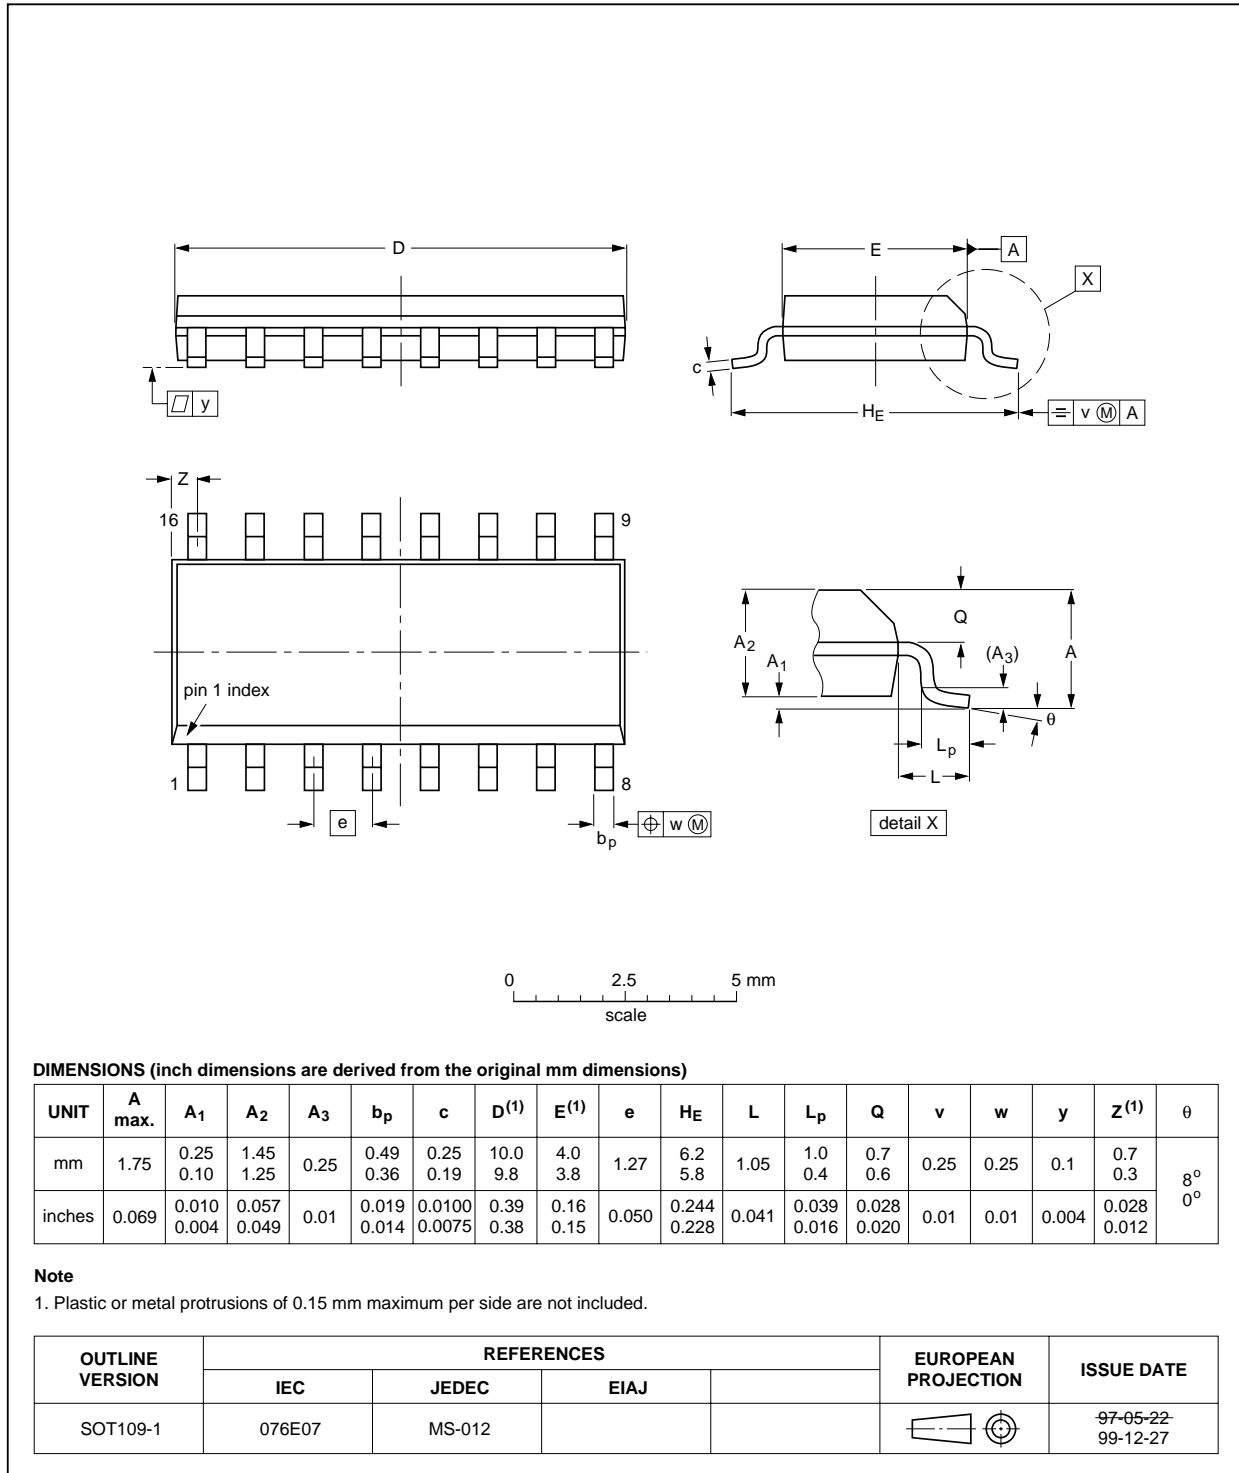 D
E
A
X
c
y
HE
v M A
Z
16
9
pin 1 index
1
8
e
bp
w M
Q
A2
A1
(A3)
A
θ
Lp
L
detail X
0 2.5 5 mm
scale
DIMENSIONS (inch dimensions are derived from the original mm dimensions)
UNIT A max. A1 A2 A3 bp c D(1) E(1) e HE L Lp Q v w y Z(1) θ
mm 1.75 0.25 0.10 1.45 1.25 0.25 0.49 0.36 0.25 0.19 10.0 9.8 4.0 3.8 1.27 6.2 5.8 1.05 1.0 0.4 0.7 0.6 0.25 0.25 0.1 0.7 0.3 8o 0o
inches 0.069 0.010 0.004 0.057 0.049 0.01 0.019 0.014 0.0100 0.0075 0.39 0.38 0.16 0.15 0.050 0.244 0.228 0.041 0.039 0.016 0.028 0.020 0.01 0.01 0.004 0.028 0.012
Note
1. Plastic or metal protrusions of 0.15 mm maximum per side are not included.
OUTLINE VERSION REFERENCES EUROPEAN PROJECTION ISSUE DATE
IEC JEDEC EIAJ
SOT109-1 076E07 MS-012 97-05-22
99-12-27